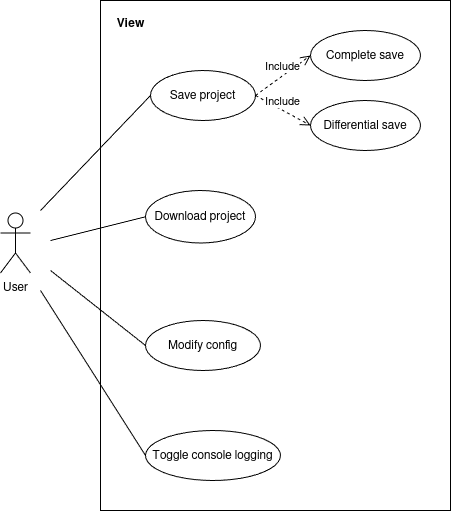 View
Complete save
Include
Save project
Include
Differential save
Download project
User
Modify config
Toggle console logging